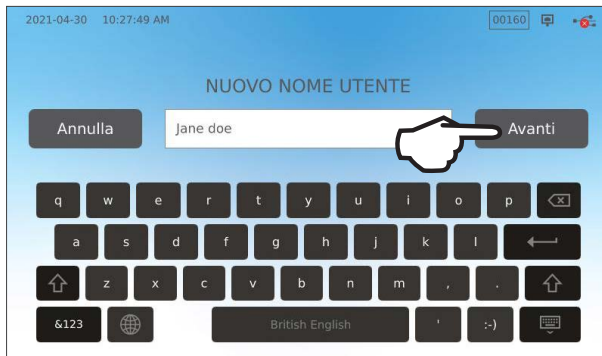 2021-04-30 10:27:49 AM 00160
NUOVO NOME UTENTE
Annulla Jane doe Avanti
q w e r t y u i o p
a s d f g h j k l
z x c v b n m , .
&123 British English ' :-)